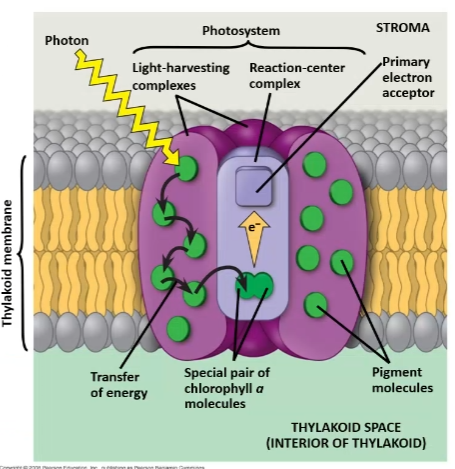 Photosystem
STROMA
Photon
Light-harvesting
complexes
Reaction-center
complex
Primary
electron
acceptor
Thylakoid membrane
e–
Transfer
of energy
Special pair of
chlorophyll a
molecules
Pigment
molecules
THYLAKOID SPACE
(INTERIOR OF THYLAKOID)